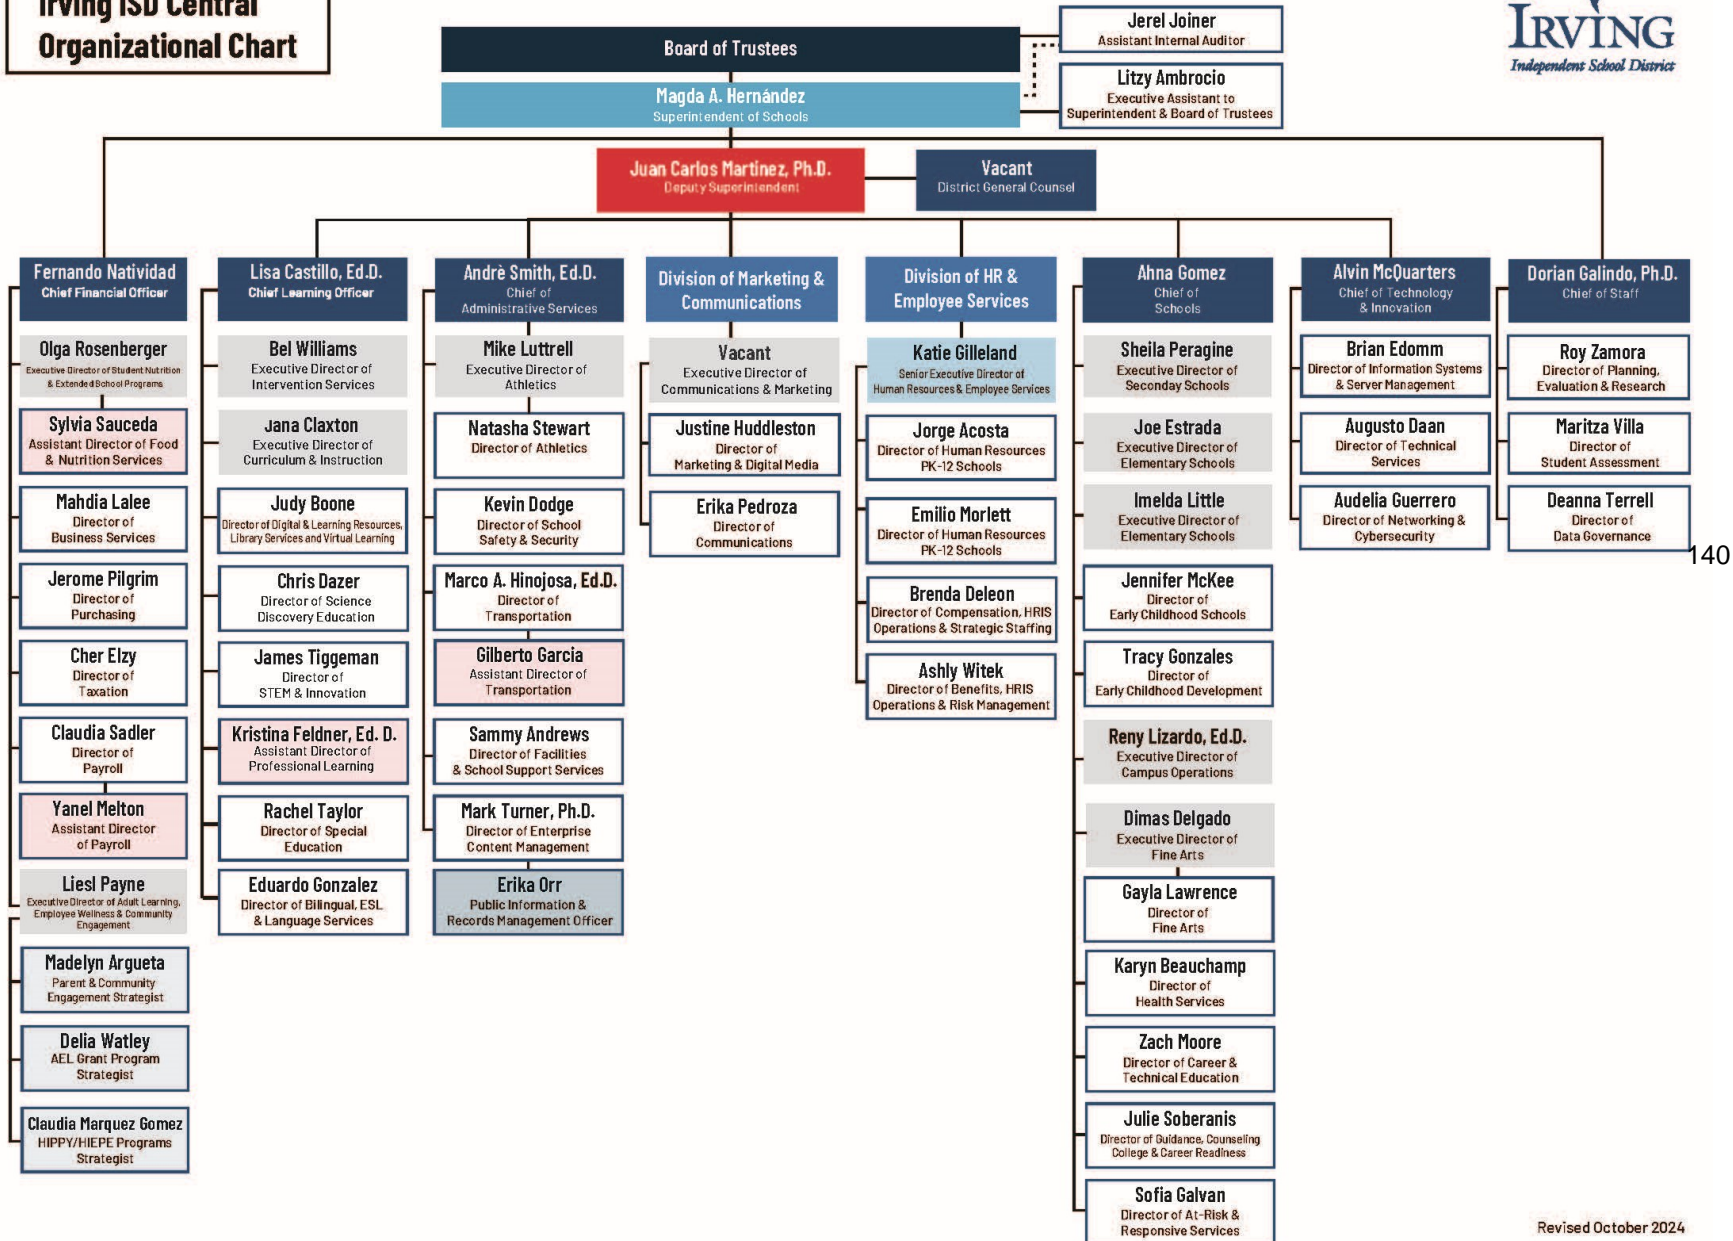 Irving ISD Central
Organizational Chart
Board of Trustees
Magda A. Hernández
Superintendent of Schools
Jerel Joiner
Assistant Internal Auditor
Litzy Ambrocio
Executive Assistant to
Superintendent & Board of Trustees
IRVING
Independent School District
Juan Carlos Martinez, Ph.D.
Deputy Superintendent
Vacant
District General Counsel
Fernando Natividad
Chief Financial Officer
Olga Rosenberger
Executive Director of Student Nutrition
& Extended School Programs
Sylvia Sauceda
Assistant Director of Food
& Nutrition Services
Mahdia Lalee
Director of
Business Services
Jerome Pilgrim
Director of
Purchasing
Cher Elzy
Director of
Taxation
Claudia Sadler
Director of
Payroll
Yanel Melton
Assistant Director
of Payroll
Liesl Payne
Executive Director of Adult Learning,
Employee Wellness & Community
Engagement
Madelyn Argueta
Parent & Community
Engagement Strategist
Delia Watley
AEL Grant Program
Strategist
Claudia Marquez Gomez
HIPPY/HIEPE Programs
Strategist
Lisa Castillo, Ed.D.
Chief Learning Officer
Bel Williams
Executive Director of
Intervention Services
Jana Claxton
Executive Director of
Curriculum & Instruction
Judy Boone
Director of Digital & Learning Resources,
Library Services and Virtual Learning
Chris Dazer
Director of Science
Discovery Education
James Tiggeman
Director of
STEM & Innovation
Kristina Feldner, Ed. D.
Assistant Director of
Professional Learning
Rachel Taylor
Director of Special
Education
Eduardo Gonzalez
Director of Bilingual, ESL
& Language Services
Andrè Smith, Ed.D.
Chief of
Administrative Services
Mike Luttrell
Executive Director of
Athletics
Natasha Stewart
Director of Athletics
Kevin Dodge
Director of School
Safety & Security
Marco A. Hinojosa, Ed.D.
Director of
Transportation
Gilberto Garcia
Assistant Director of
Transportation
Sammy Andrews
Director of Facilities
& School Support Services
Mark Turner, Ph.D.
Director of Enterprise
Content Management
Erika Orr
Public Information &
Records Management Officer
Division of Marketing &
Communications
Vacant
Executive Director of
Communications & Marketing
Justine Huddleston
Director of
Marketing & Digital Media
Erika Pedroza
Director of
Communications
Division of HR &
Employee Services
Katie Gilleland
Senior Executive Director of
Human Resources & Employee Services
Jorge Acosta
Director of Human Resources
PK-12 Schools
Emilio Morlett
Director of Human Resources
PK-12 Schools
Brenda Deleon
Director of Compensation, HRIS
Operations & Strategic Staffing
Ashly Witek
Director of Benefits, HRIS
Operations & Risk Management
Ahna Gomez
Chief of
Schools
Sheila Peragine
Executive Director of
Seconday Schools
Joe Estrada
Executive Director of
Elementary Schools
Imelda Little
Executive Director of
Elementary Schools
Jennifer McKee
Director of
Early Childhood Schools
Tracy Gonzales
Director of
Early Childhood Development
Reny Lizardo, Ed.D.
Executive Director of
Campus Operations
Dimas Delgado
Executive Director of
Fine Arts
Gayla Lawrence
Director of
Fine Arts
Karyn Beauchamp
Director of
Health Services
Zach Moore
Director of Career &
Technical Education
Julie Soberanis
Director of Guidance, Counseling
College & Career Readiness
Sofia Galvan
Director of At-Risk &
Responsive Services
Alvin McQuarters
Chief of Technology
& Innovation
Brian Edomm
Director of Information Systems
& Server Management
Augusto Daan
Director of Technical
Services
Audelia Guerrero
Director of Networking &
Cybersecurity
Dorian Galindo, Ph.D.
Chief of Staff
Roy Zamora
Director of Planning,
Evaluation & Research
Maritza Villa
Director of
Student Assessment
Deanna Terrell
Director of
Data Governance
140
Revised October 2024